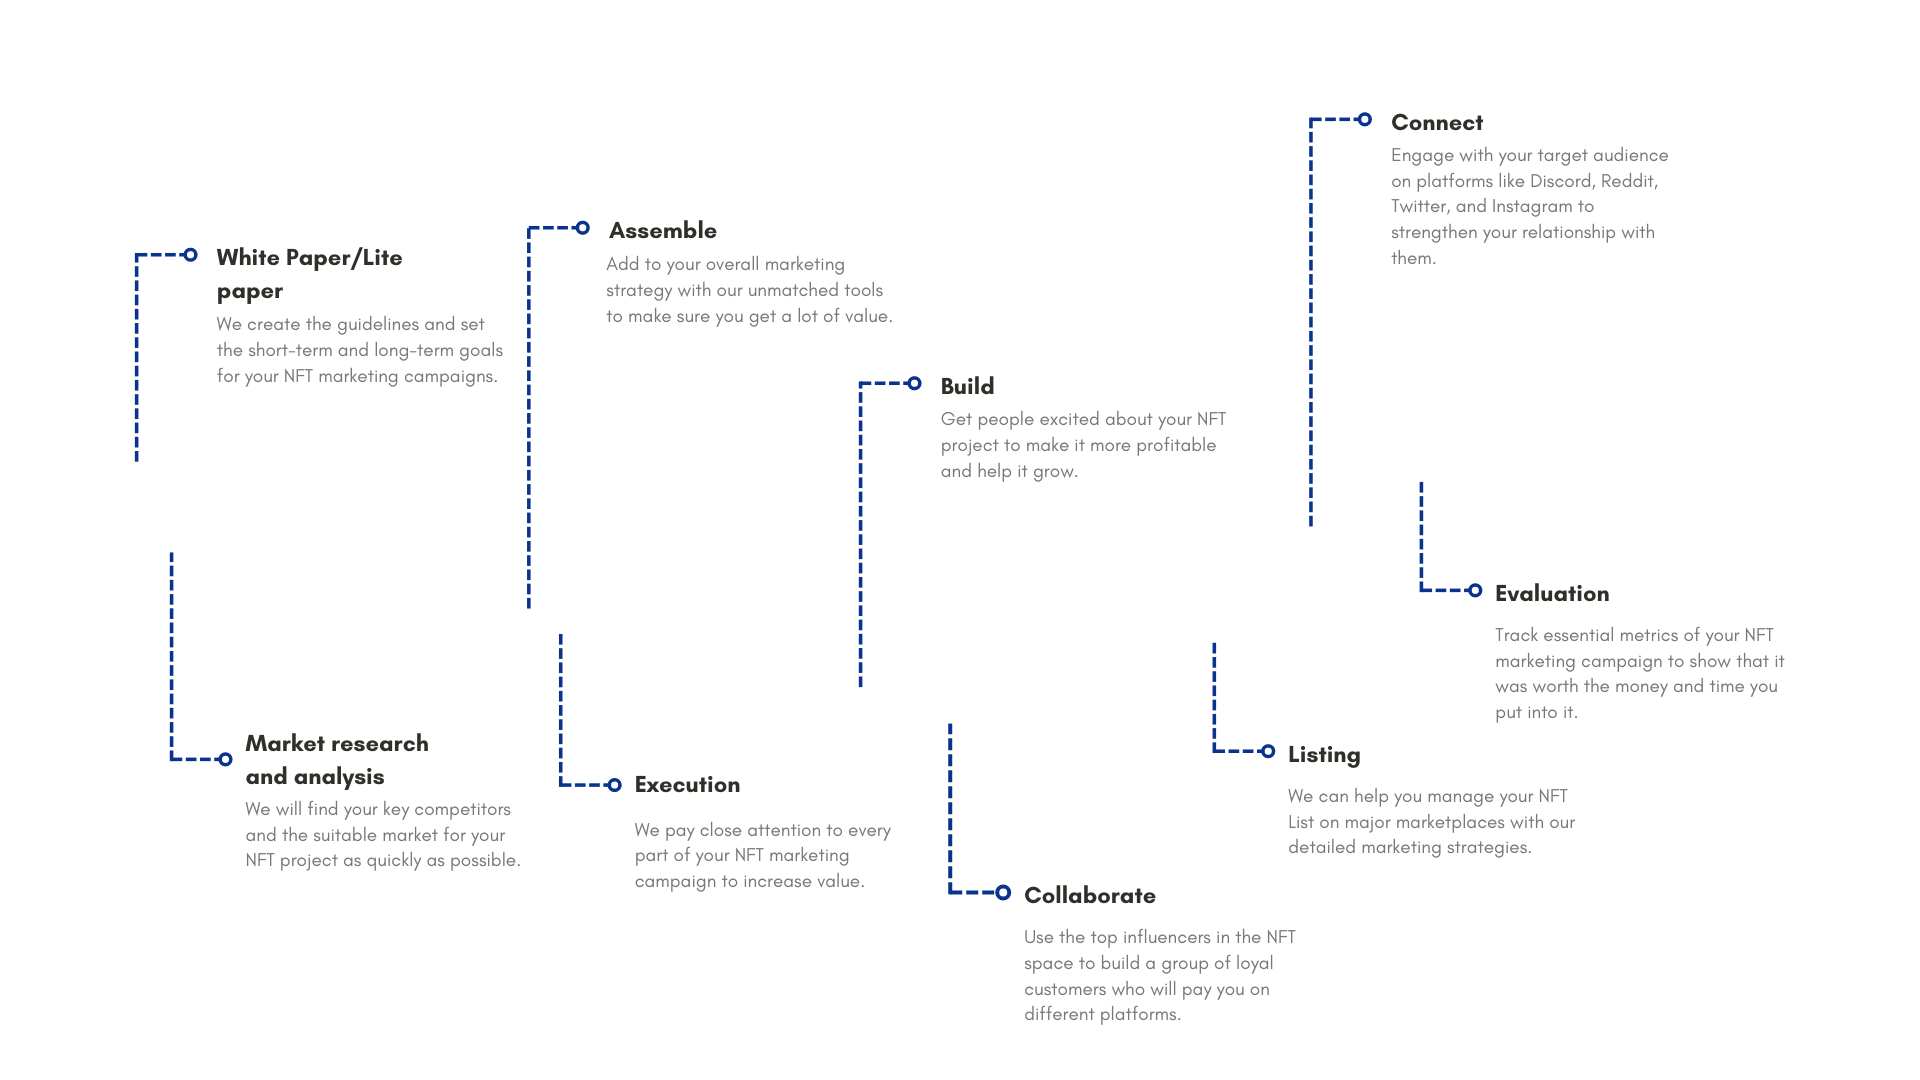 White Paper/Lite
paper
We create the guidelines and set
the short-term and long-term goals
for your NFT marketing campaigns.
Market research
and analysis
We will find your key competitors
and the suitable market for your
NFT project as quickly as possible.
Assemble
Add to your overall marketing
strategy with our unmatched tools
to make sure you get a lot of value.
Execution
We pay close attention to every
part of your NFT marketing
campaign to increase value.
Build
Get people excited about your NFT
project to make it more profitable
and help it grow.
Collaborate
Use the top influencers in the NFT
space to build a group of loyal
customers who will pay you on
different platforms.
Listing
We can help you manage your NFT
List on major marketplaces with our
detailed marketing strategies.
Connect
Engage with your target audience
on platforms like Discord, Reddit,
Twitter, and Instagram to
strengthen your relationship with
them.
Evaluation
Track essential metrics of your NFT
marketing campaign to show that it
was worth the money and time you
put into it.